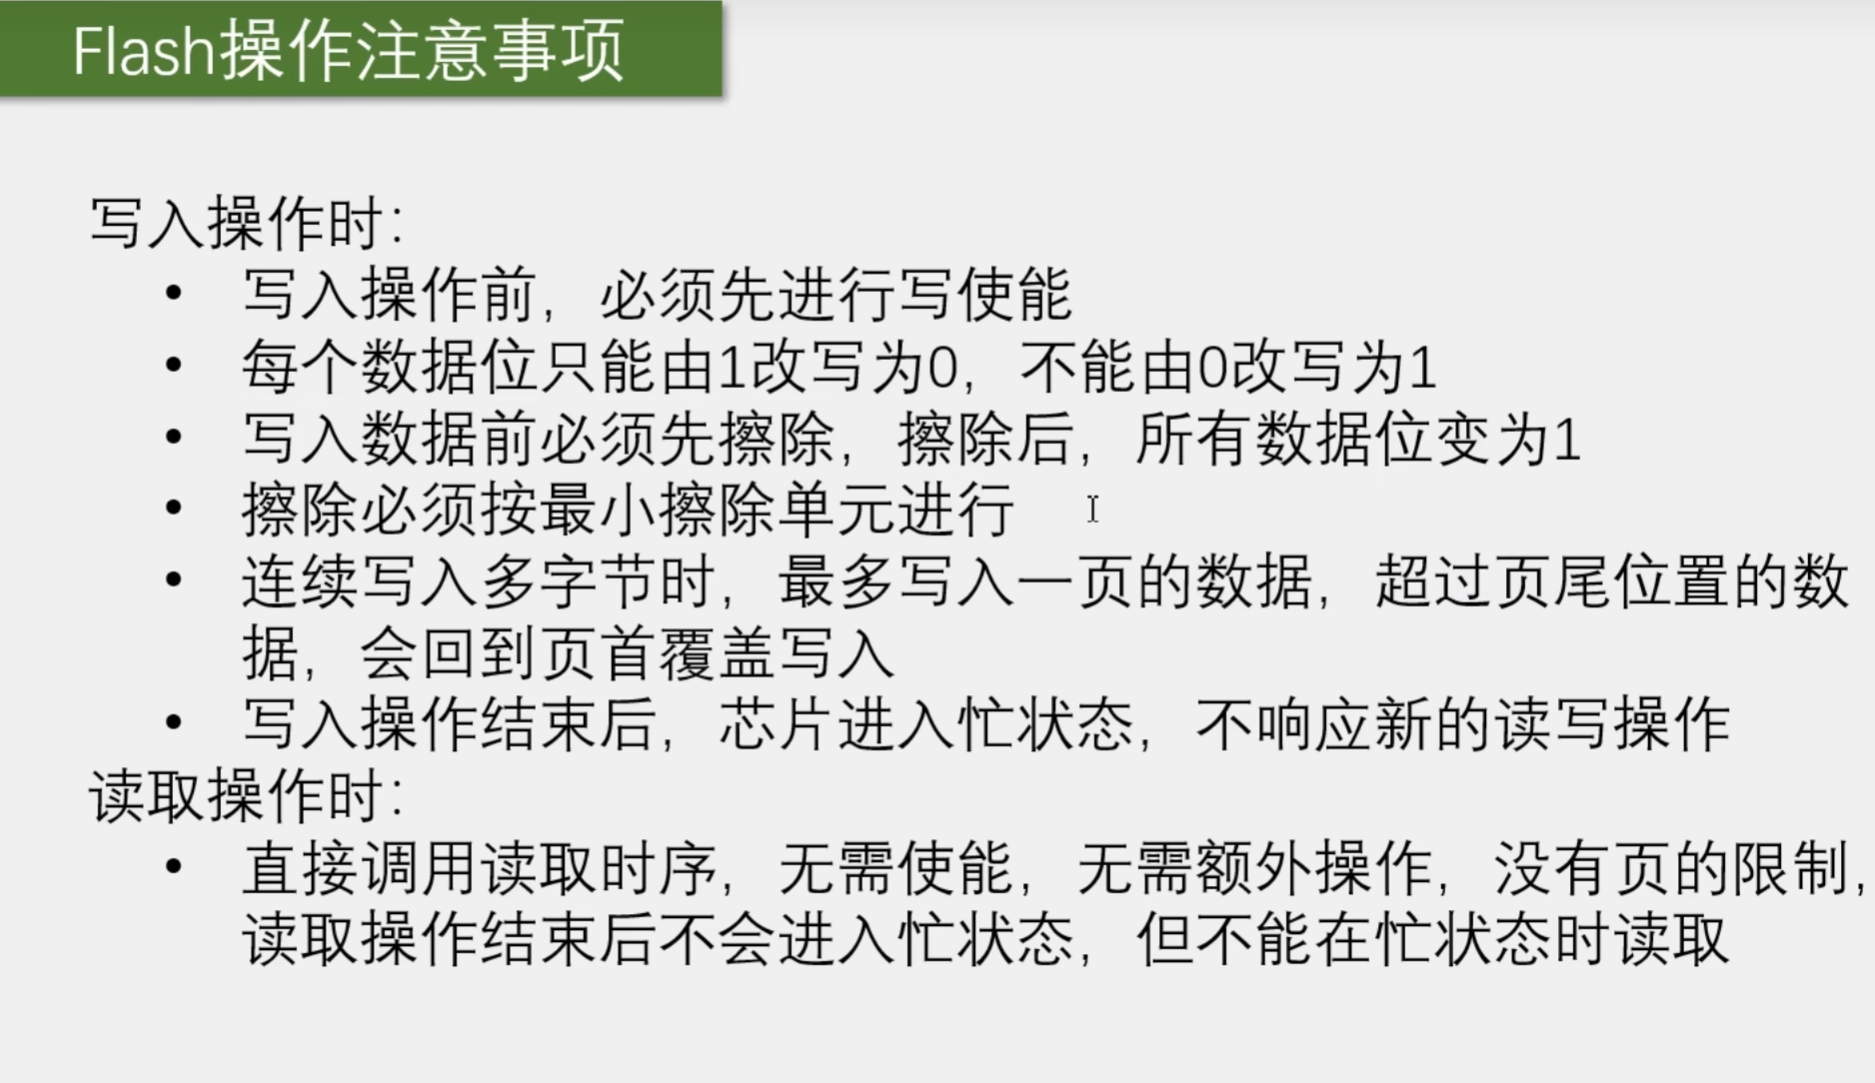 Flash操作注意事项
写入操作时：
• 写入操作前，必须先进行写使能
• 每个数据位只能由1改写为0，不能由0改写为1
• 写入数据前必须先擦除，擦除后，所有数据位变为1
• 擦除必须按最小擦除单元进行
• 连续写入多字节时，最多写入一页的数据，超过页尾位置的数
据，会回到页首覆盖写入
• 写入操作结束后，芯片进入忙状态，不响应新的读写操作
读取操作时：
• 直接调用读取时序，无需使能，无需额外操作，没有页的限制，
读取操作结束后不会进入忙状态，但不能在忙状态时读取